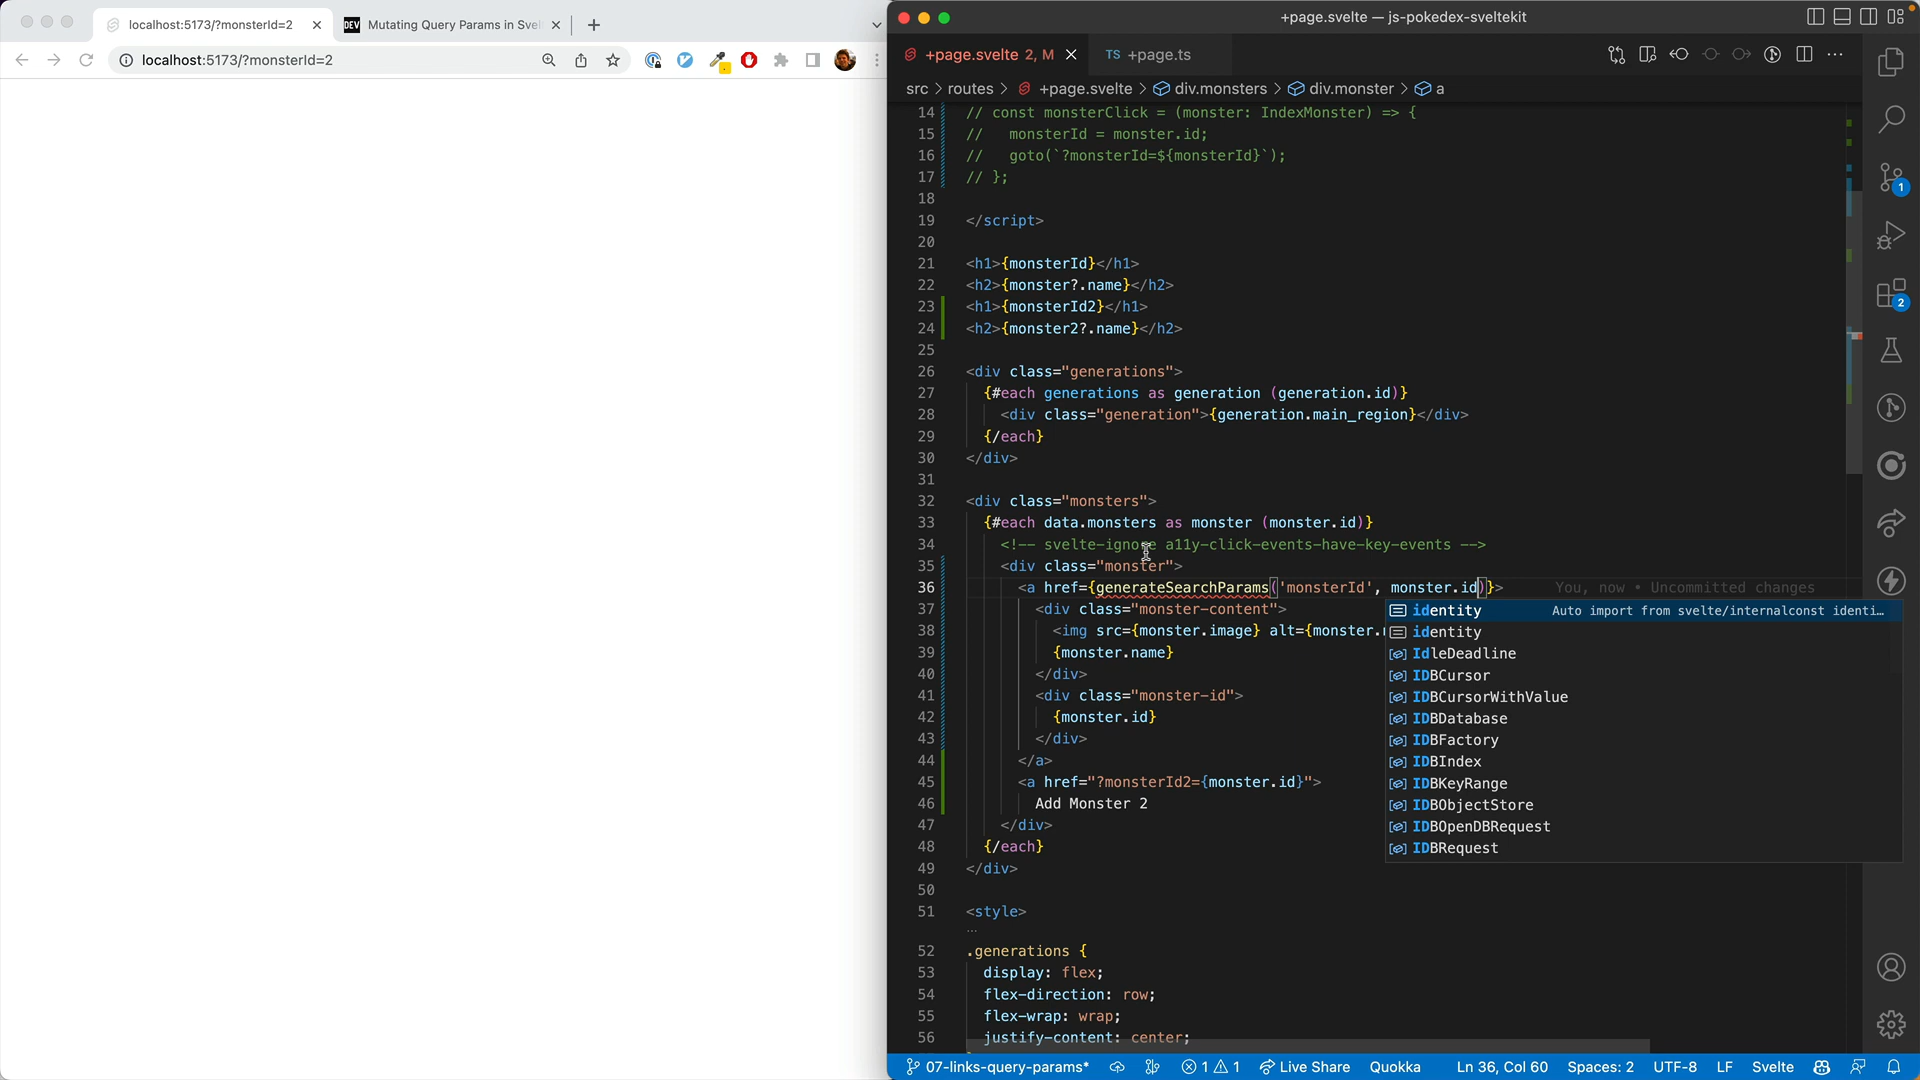 localhost:5173/?monsterId=2
DEV Mutating Query Params in Svel
localhost:5173/?monsterId=2
+page.svelte — js-pokedex-sveltekit
+page.svelte 2, M
TS +page.ts
src > routes > +page.svelte > div.monsters > div.monster > a
14 // const monsterClick = (monster: IndexMonster) => {
15 //   monsterId = monster.id;
16 //   goto(`?monsterId=${monsterId}`);
17 // };
18
19 </script>
20
21 <h1>{monsterId}</h1>
22 <h2>{monster?.name}</h2>
23 <h1>{monsterId2}</h1>
24 <h2>{monster2?.name}</h2>
25
26 <div class="generations">
27 {#each generations as generation (generation.id)}
28 <div class="generation">{generation.main_region}</div>
29 {/each}
30 </div>
31
32 <div class="monsters">
33 {#each data.monsters as monster (monster.id)}
34 <!-- svelte-ignore a11y-click-events-have-key-events -->
35 <div class="monster">
36 <a href={generateSearchParams('monsterId', monster.id)}> You, now • Uncommitted changes
37 <div class="monster-content">
38 <img src={monster.image} alt={monster.
39 {monster.name}
40 </div>
41 <div class="monster-id">
42 {monster.id}
43 </div>
44 </a>
45 <a href="?monsterId2={monster.id}">
46 Add Monster 2
47 </div>
48 {/each}
49 </div>
50
51 <style>
...
52 .generations {
53 display: flex;
54 flex-direction: row;
55 flex-wrap: wrap;
56 justify-content: center;
identity Auto import from svelte/internalconst identi...
identity
IdleDeadline
IDBCursor
IDBCursorWithValue
IDBDatabase
IDBFactory
IDBIndex
IDBKeyRange
IDBObjectStore
IDBOpenDBRequest
IDBRequest
1
2
07-links-query-params* 1 1 Live Share Quokka Ln 36, Col 60 Spaces: 2 UTF-8 LF Svelte